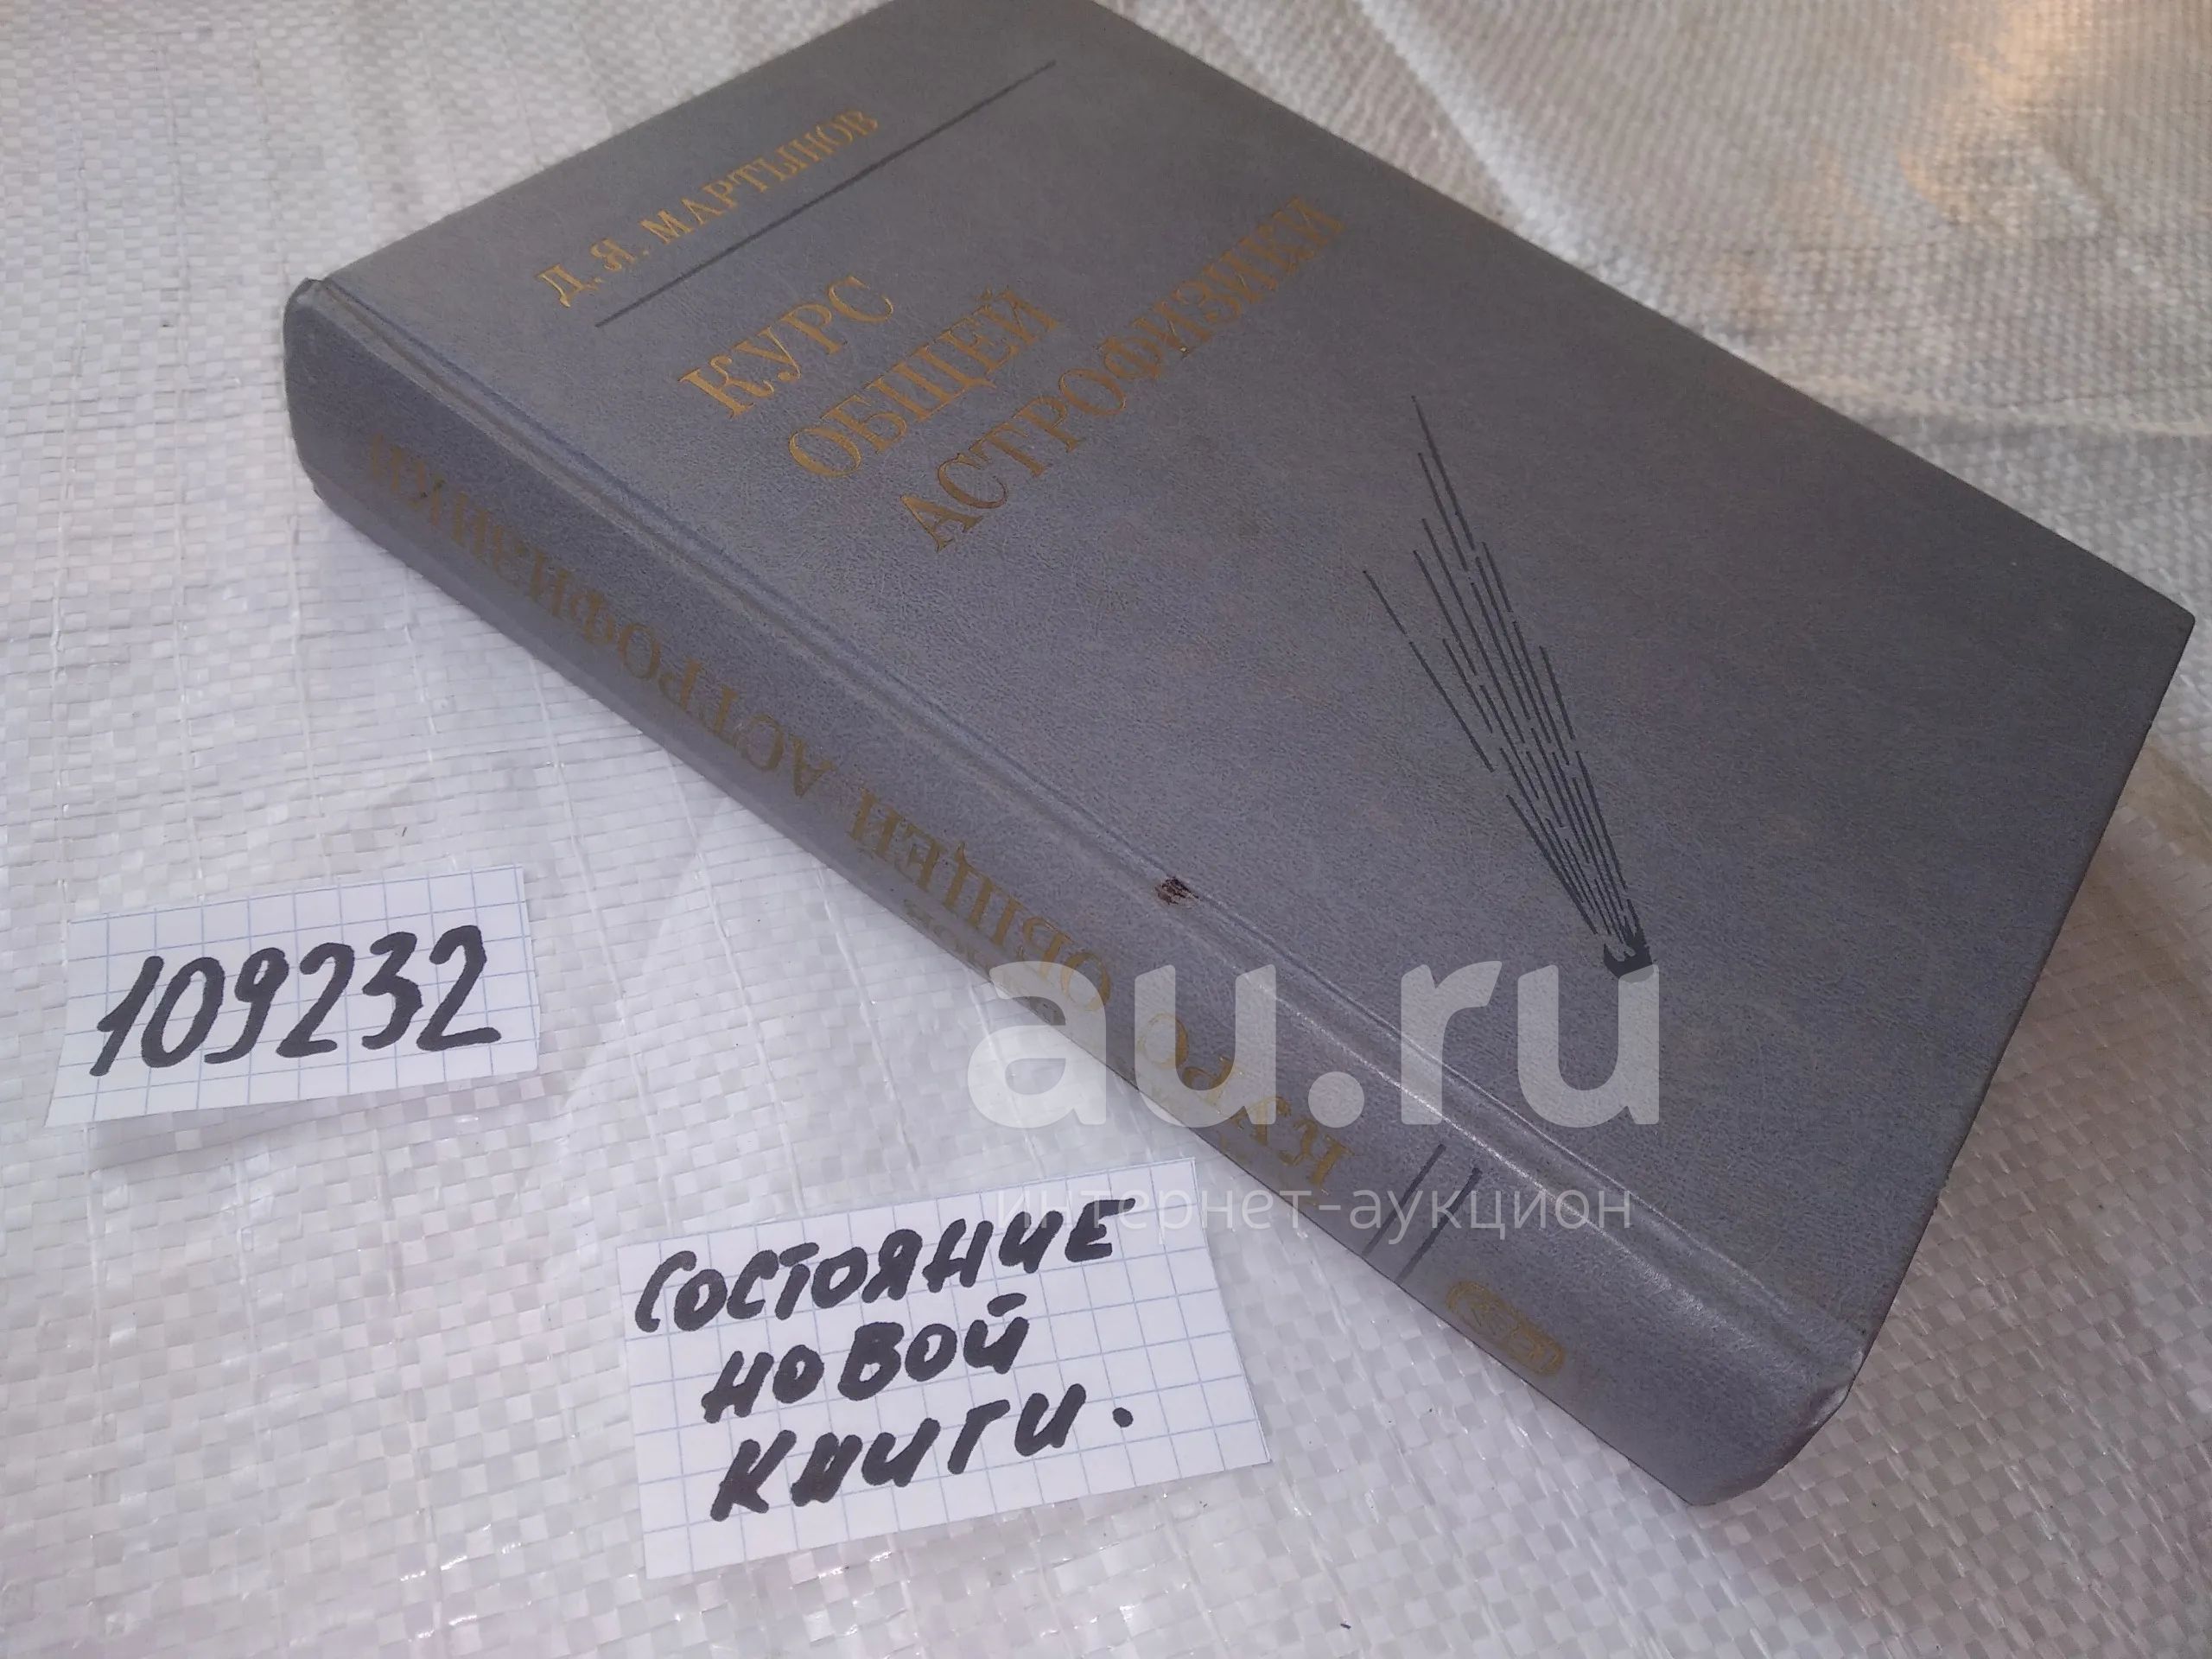 Д. Я. МАРТЫНОВ
КУРС
ОБЩЕЙ
АСТРОФИЗИКИ
КУРС ОБЩЕЙ АСТРОФИЗИКИ
109232
СОСТОЯНИЕ
НОВОЙ
КНИГИ.
au.ru
интернет-аукцион